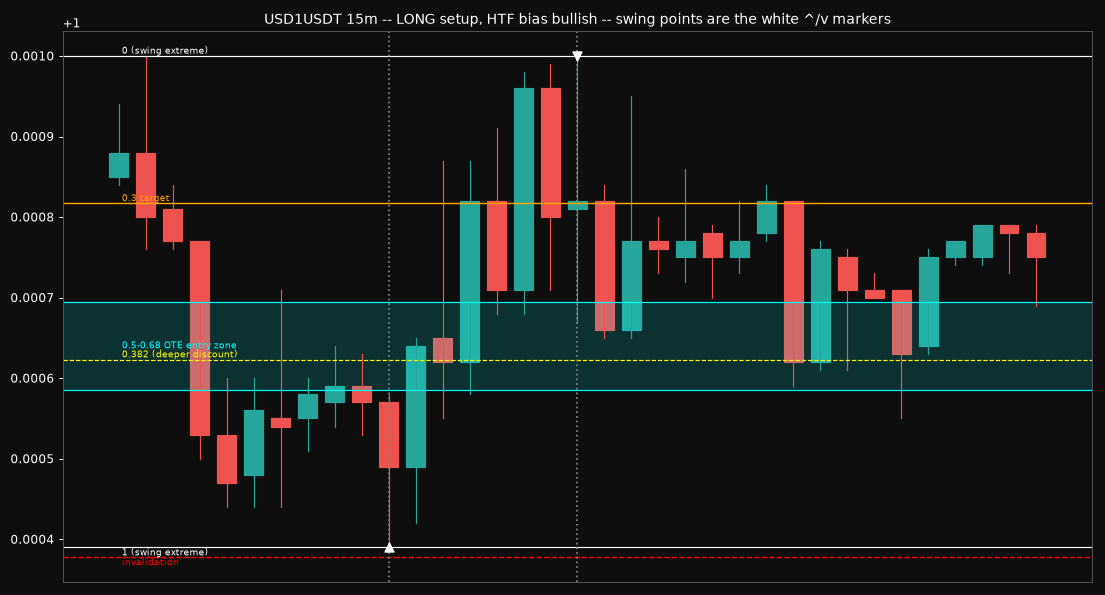 USD1USDT 15m -- LONG setup, HTF bias bullish -- swing points are the white ^/v markers
+1
0.0010
0.0009
0.0008
0.0007
0.0006
0.0005
0.0004
0 (swing extreme)
0.3 target
0.5-0.68 OTE entry zone
0.382 (deeper discount)
1 (swing extreme)
invalidation